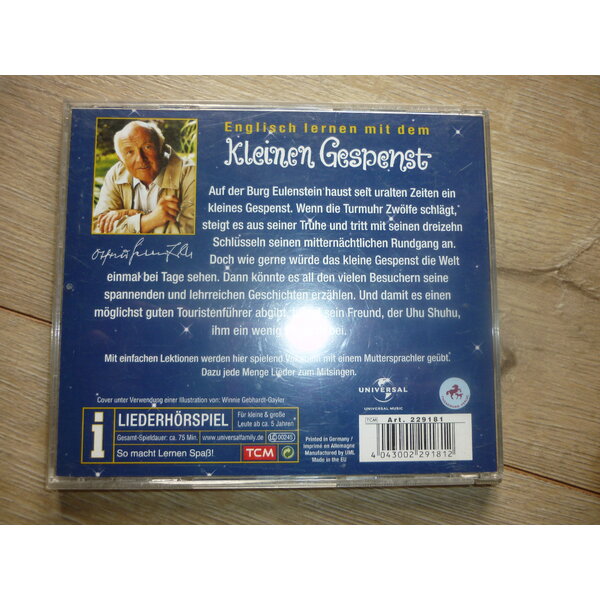 Englisch lernen mit dem
kleinen Gespenst
Auf der Burg Eulenstein haust seit uralten Zeiten ein
kleines Gespenst. Wenn die Turmuhr Zwölfe schlägt,
steigt es aus seiner Truhe und tritt mit seinen dreizehn
Schlüsseln seinen mitternächtlichen Rundgang an.
Doch wie gerne würde das kleine Gespenst die Welt
einmal bei Tage sehen. Dann könnte es all den vielen Besuchern seine
spannenden und lehrreichen Geschichten erzählen. Und damit es einen
möglichst guten Touristenführer abgibt, sein Freund, der Uhu Shuhu,
ihm ein wenig bei.
Mit einfachen Lektionen werden hier spielend mit einem Muttersprachler geübt.
Dazu jede Menge Lieder zum Mitsingen.
Cover unter Verwendung einer Illustration von: Winnie Gebhardt-Gayler
UNIVERSAL
UNIVERSAL MUSIC
i
LIEDERHÖRSPIEL
Für kleine & große
Leute ab ca. 5 Jahren
Gesamt-Spieldauer: ca. 75 Min.
www.universalfamily.de
LC 00245
So macht Lernen Spaß!
TCM
Printed in Germany /
Imprimé en Allemagne
Manufactured by UML
Made in the EU
TCM Art. 229181
4 043002 291812